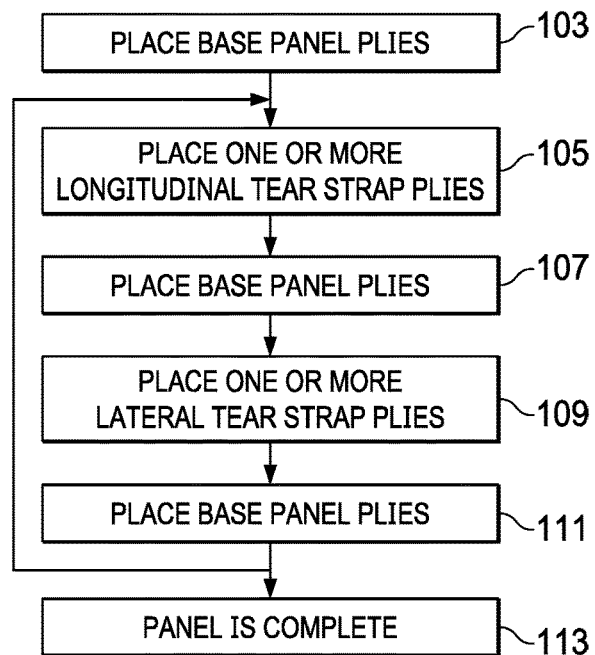 PLACE BASE PANEL PLIES
103
PLACE ONE OR MORE
LONGITUDINAL TEAR STRAP PLIES
105
PLACE BASE PANEL PLIES
107
PLACE ONE OR MORE
LATERAL TEAR STRAP PLIES
109
PLACE BASE PANEL PLIES
111
PANEL IS COMPLETE
113